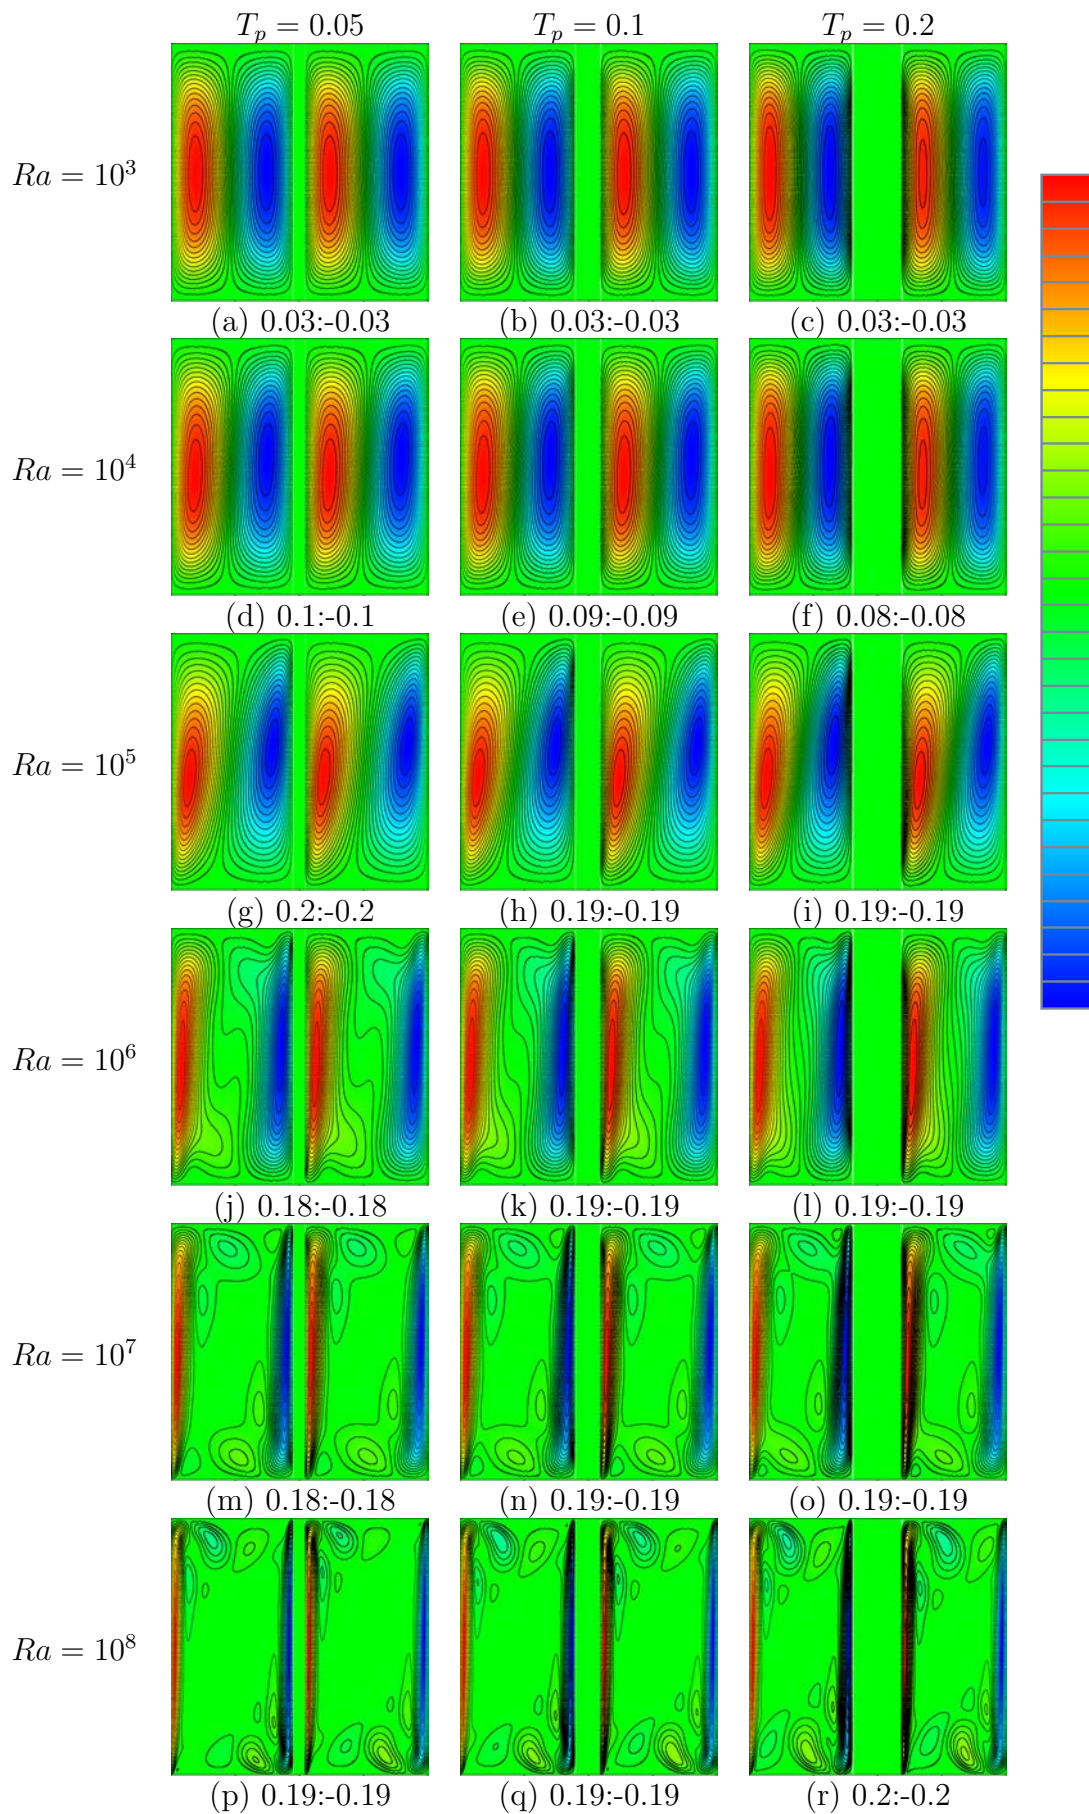 T_p = 0.05 T_p = 0.1 T_p = 0.2
Ra = 10^3
(a) 0.03:-0.03 (b) 0.03:-0.03 (c) 0.03:-0.03
Ra = 10^4
(d) 0.1:-0.1 (e) 0.09:-0.09 (f) 0.08:-0.08
Ra = 10^5
(g) 0.2:-0.2 (h) 0.19:-0.19 (i) 0.19:-0.19
Ra = 10^6
(j) 0.18:-0.18 (k) 0.19:-0.19 (l) 0.19:-0.19
Ra = 10^7
(m) 0.18:-0.18 (n) 0.19:-0.19 (o) 0.19:-0.19
Ra = 10^8
(p) 0.19:-0.19 (q) 0.19:-0.19 (r) 0.2:-0.2